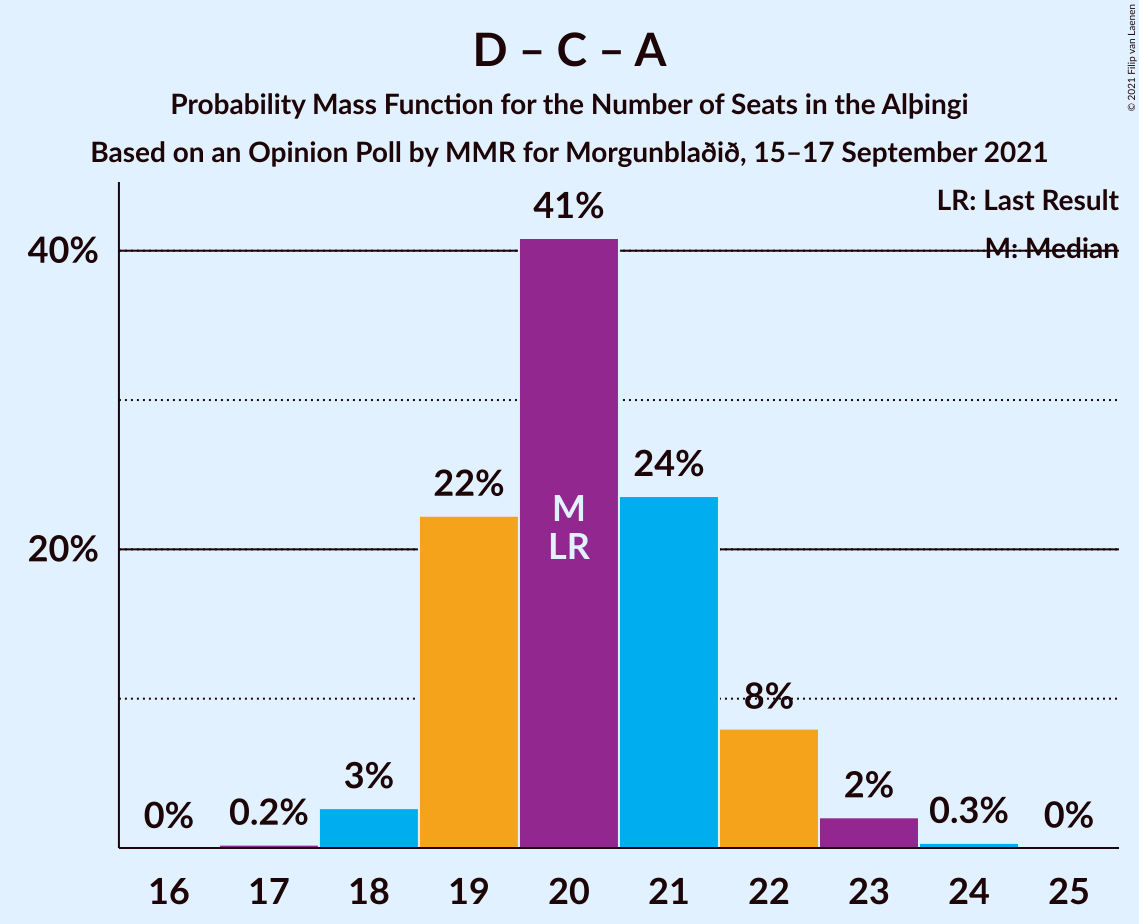 D – C – A
Probability Mass Function for the Number of Seats in the Alþingi
Based on an Opinion Poll by MMR for Morgunblaðið, 15–17 September 2021
© 2021 Filip van Laenen
LR: Last Result
M: Median
40%
20%
0%
0.2%
3%
22%
41%
24%
8%
2%
0.3%
0%
M
LR
16 17 18 19 20 21 22 23 24 25